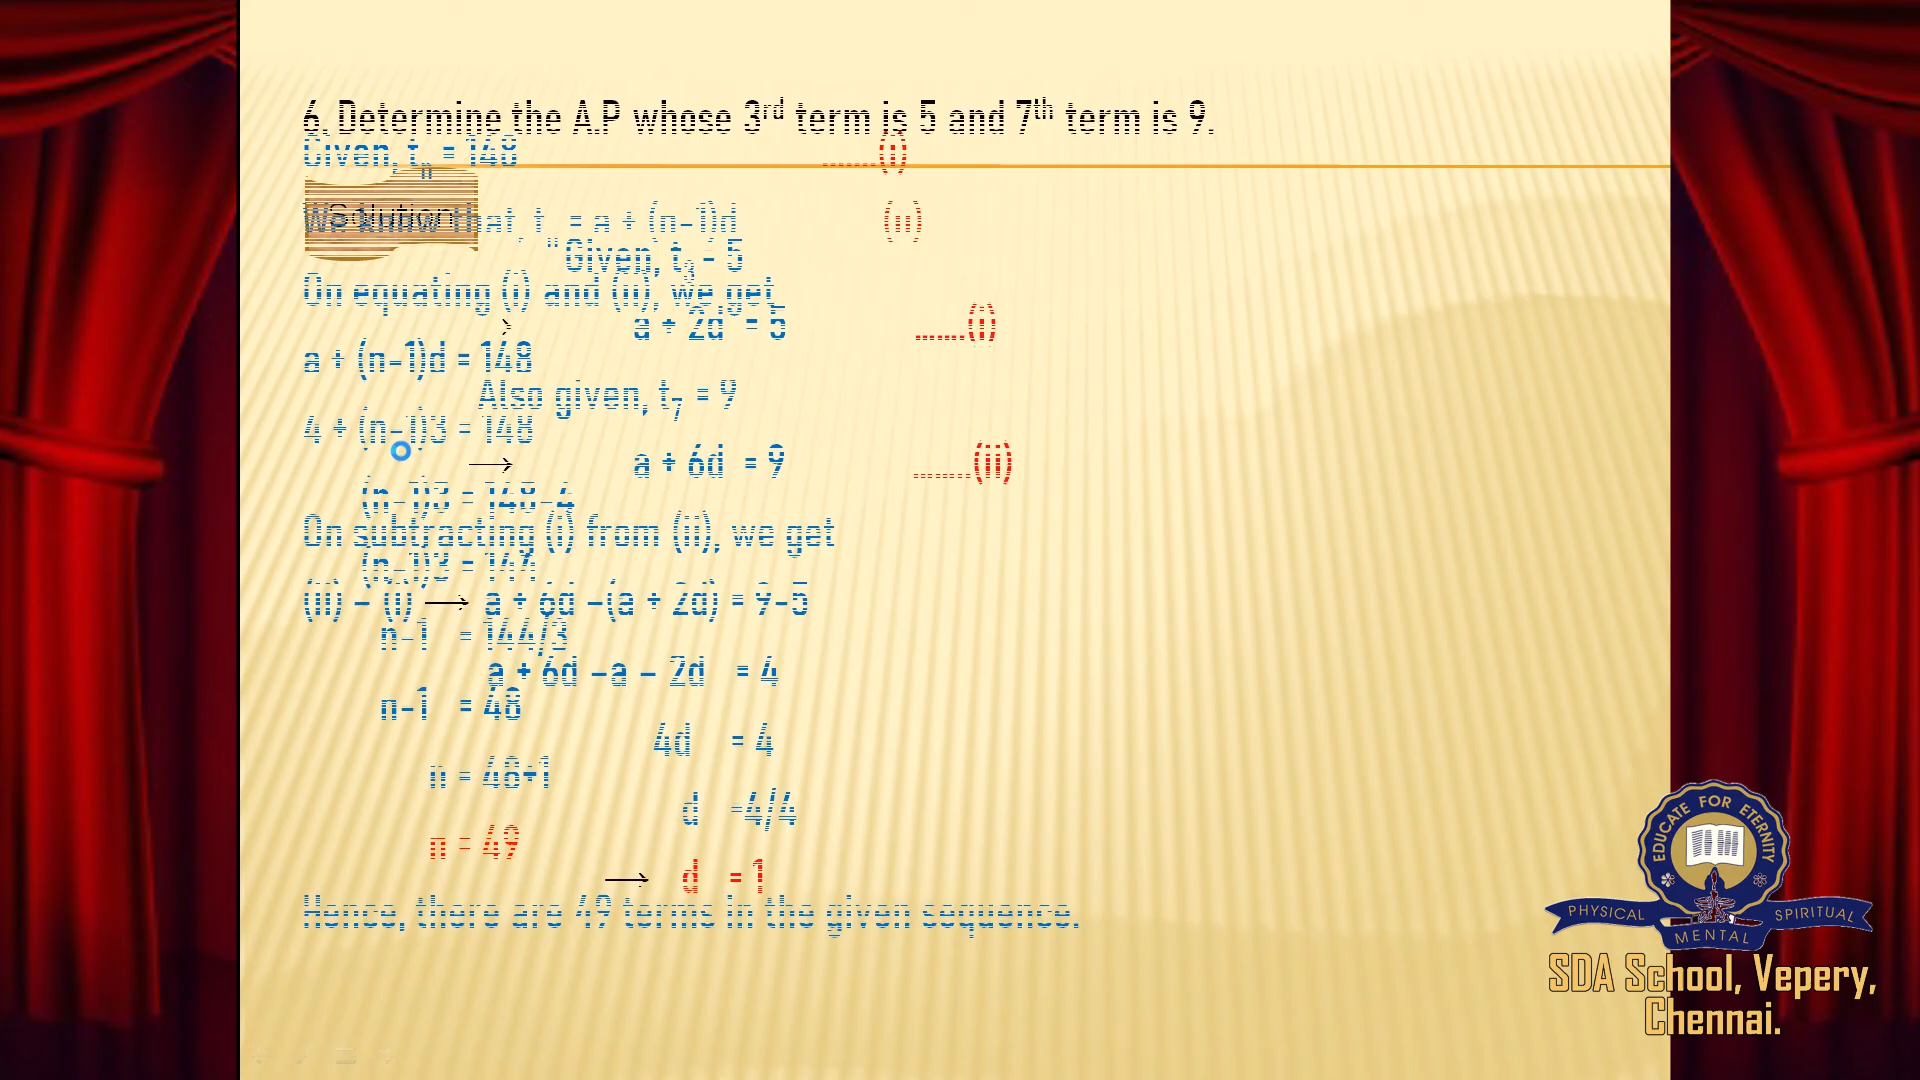 6. Determine the A.P whose 3rd term is 5 and 7th term is 9.
Given, tn = 148 .......(i)
Solution
We know that, tn = a + (n-1)d (ii)
Given, t3 = 5
On equating (i) and (ii), we get
a + 2d = 5 .......(i)
a + (n-1)d = 148
Also given, t7 = 9
4 + (n-1)3 = 148
→ a + 6d = 9 ........(ii)
(n-1)3 = 148-4
On subtracting (i) from (ii), we get
(n-1)3 = 144
(ii) - (i) → a + 6d -(a + 2d) = 9-5
n-1 = 144/3
a + 6d -a - 2d = 4
n-1 = 48
4d = 4
n = 48+1
d =4/4
n = 49
→ d = 1
Hence, there are 49 terms in the given sequence.
EDUCATE FOR ETERNITY
PHYSICAL MENTAL SPIRITUAL
SDA School, Vepery,
Chennai.